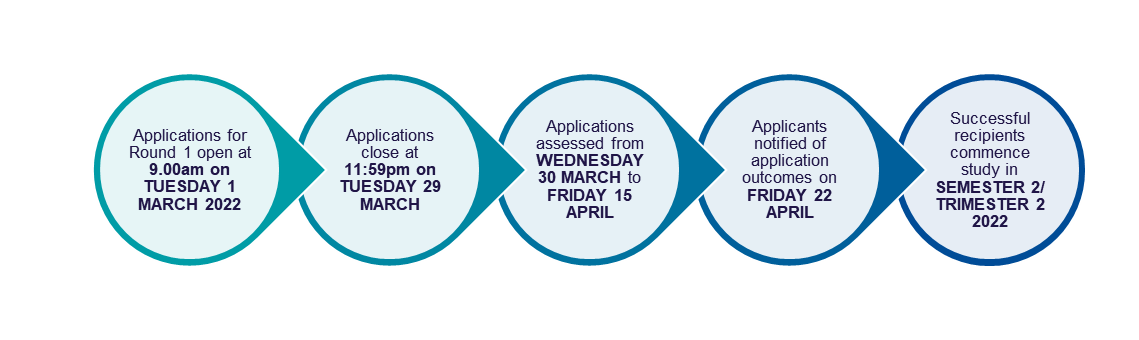 Applications for
Round 1 open at
9.00am on
TUESDAY 1
MARCH 2022
Applications
close at
11:59pm on
TUESDAY 29
MARCH
Applications
assessed from
WEDNESDAY
30 MARCH to
FRIDAY 15
APRIL
Applicants
notified of
application
outcomes on
FRIDAY 22
APRIL
Successful
recipients
commence
study in
SEMESTER 2/
TRIMESTER 2
2022